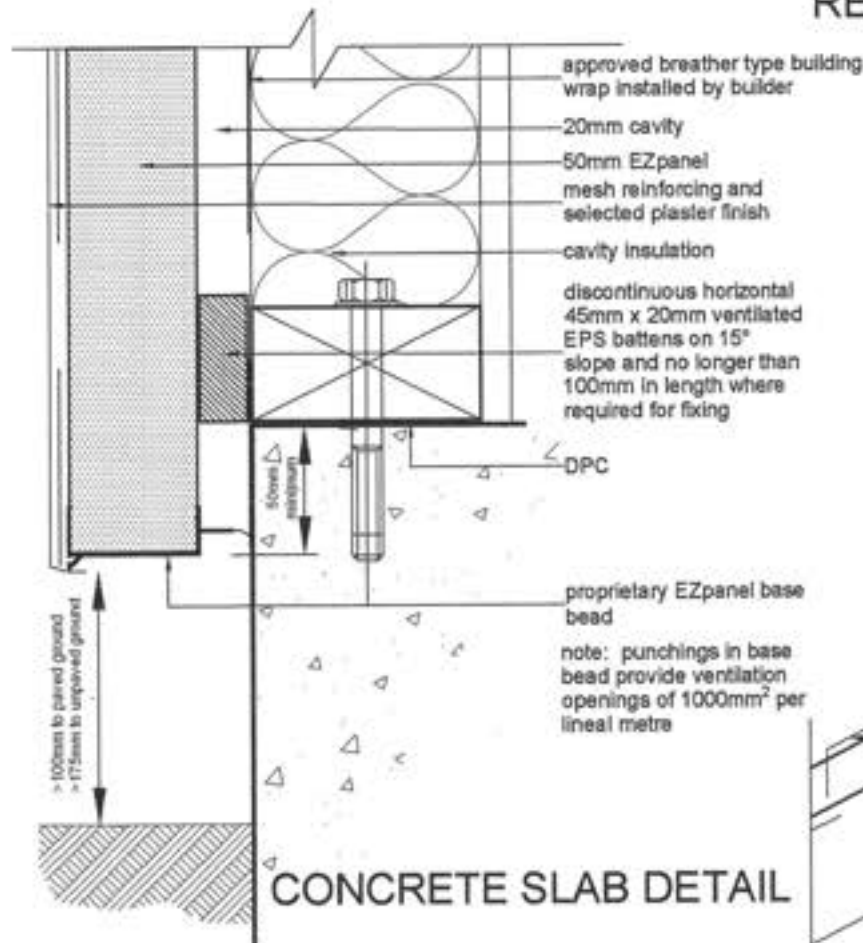 approved breather type building
wrap installed by builder
20mm cavity
50mm EZpanel
mesh reinforcing and
selected plaster finish
cavity insulation
discontinuous horizontal
45mm x 20mm ventilated
EPS battens on 15°
slope and no longer than
100mm in length where
required for fixing
DPC
50mm
minimum
proprietary EZpanel base
bead
note: punchings in base
bead provide ventilation
openings of 1000mm² per
lineal metre
>100mm to paved ground
>175mm to unpaved ground
CONCRETE SLAB DETAIL